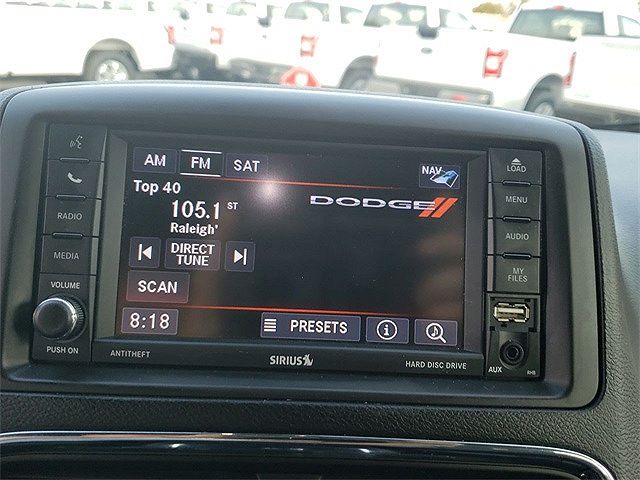 AM FM SAT
NAV
LOAD
Top 40
DODGE
RADIO
105.1 ST
MENU
Raleigh'
DIRECT
TUNE
AUDIO
MEDIA
MY
FILES
VOLUME
SCAN
8:18
PRESETS
PUSH ON
ANTITHEFT
SIRIUS
HARD DISC DRIVE
AUX
RHB